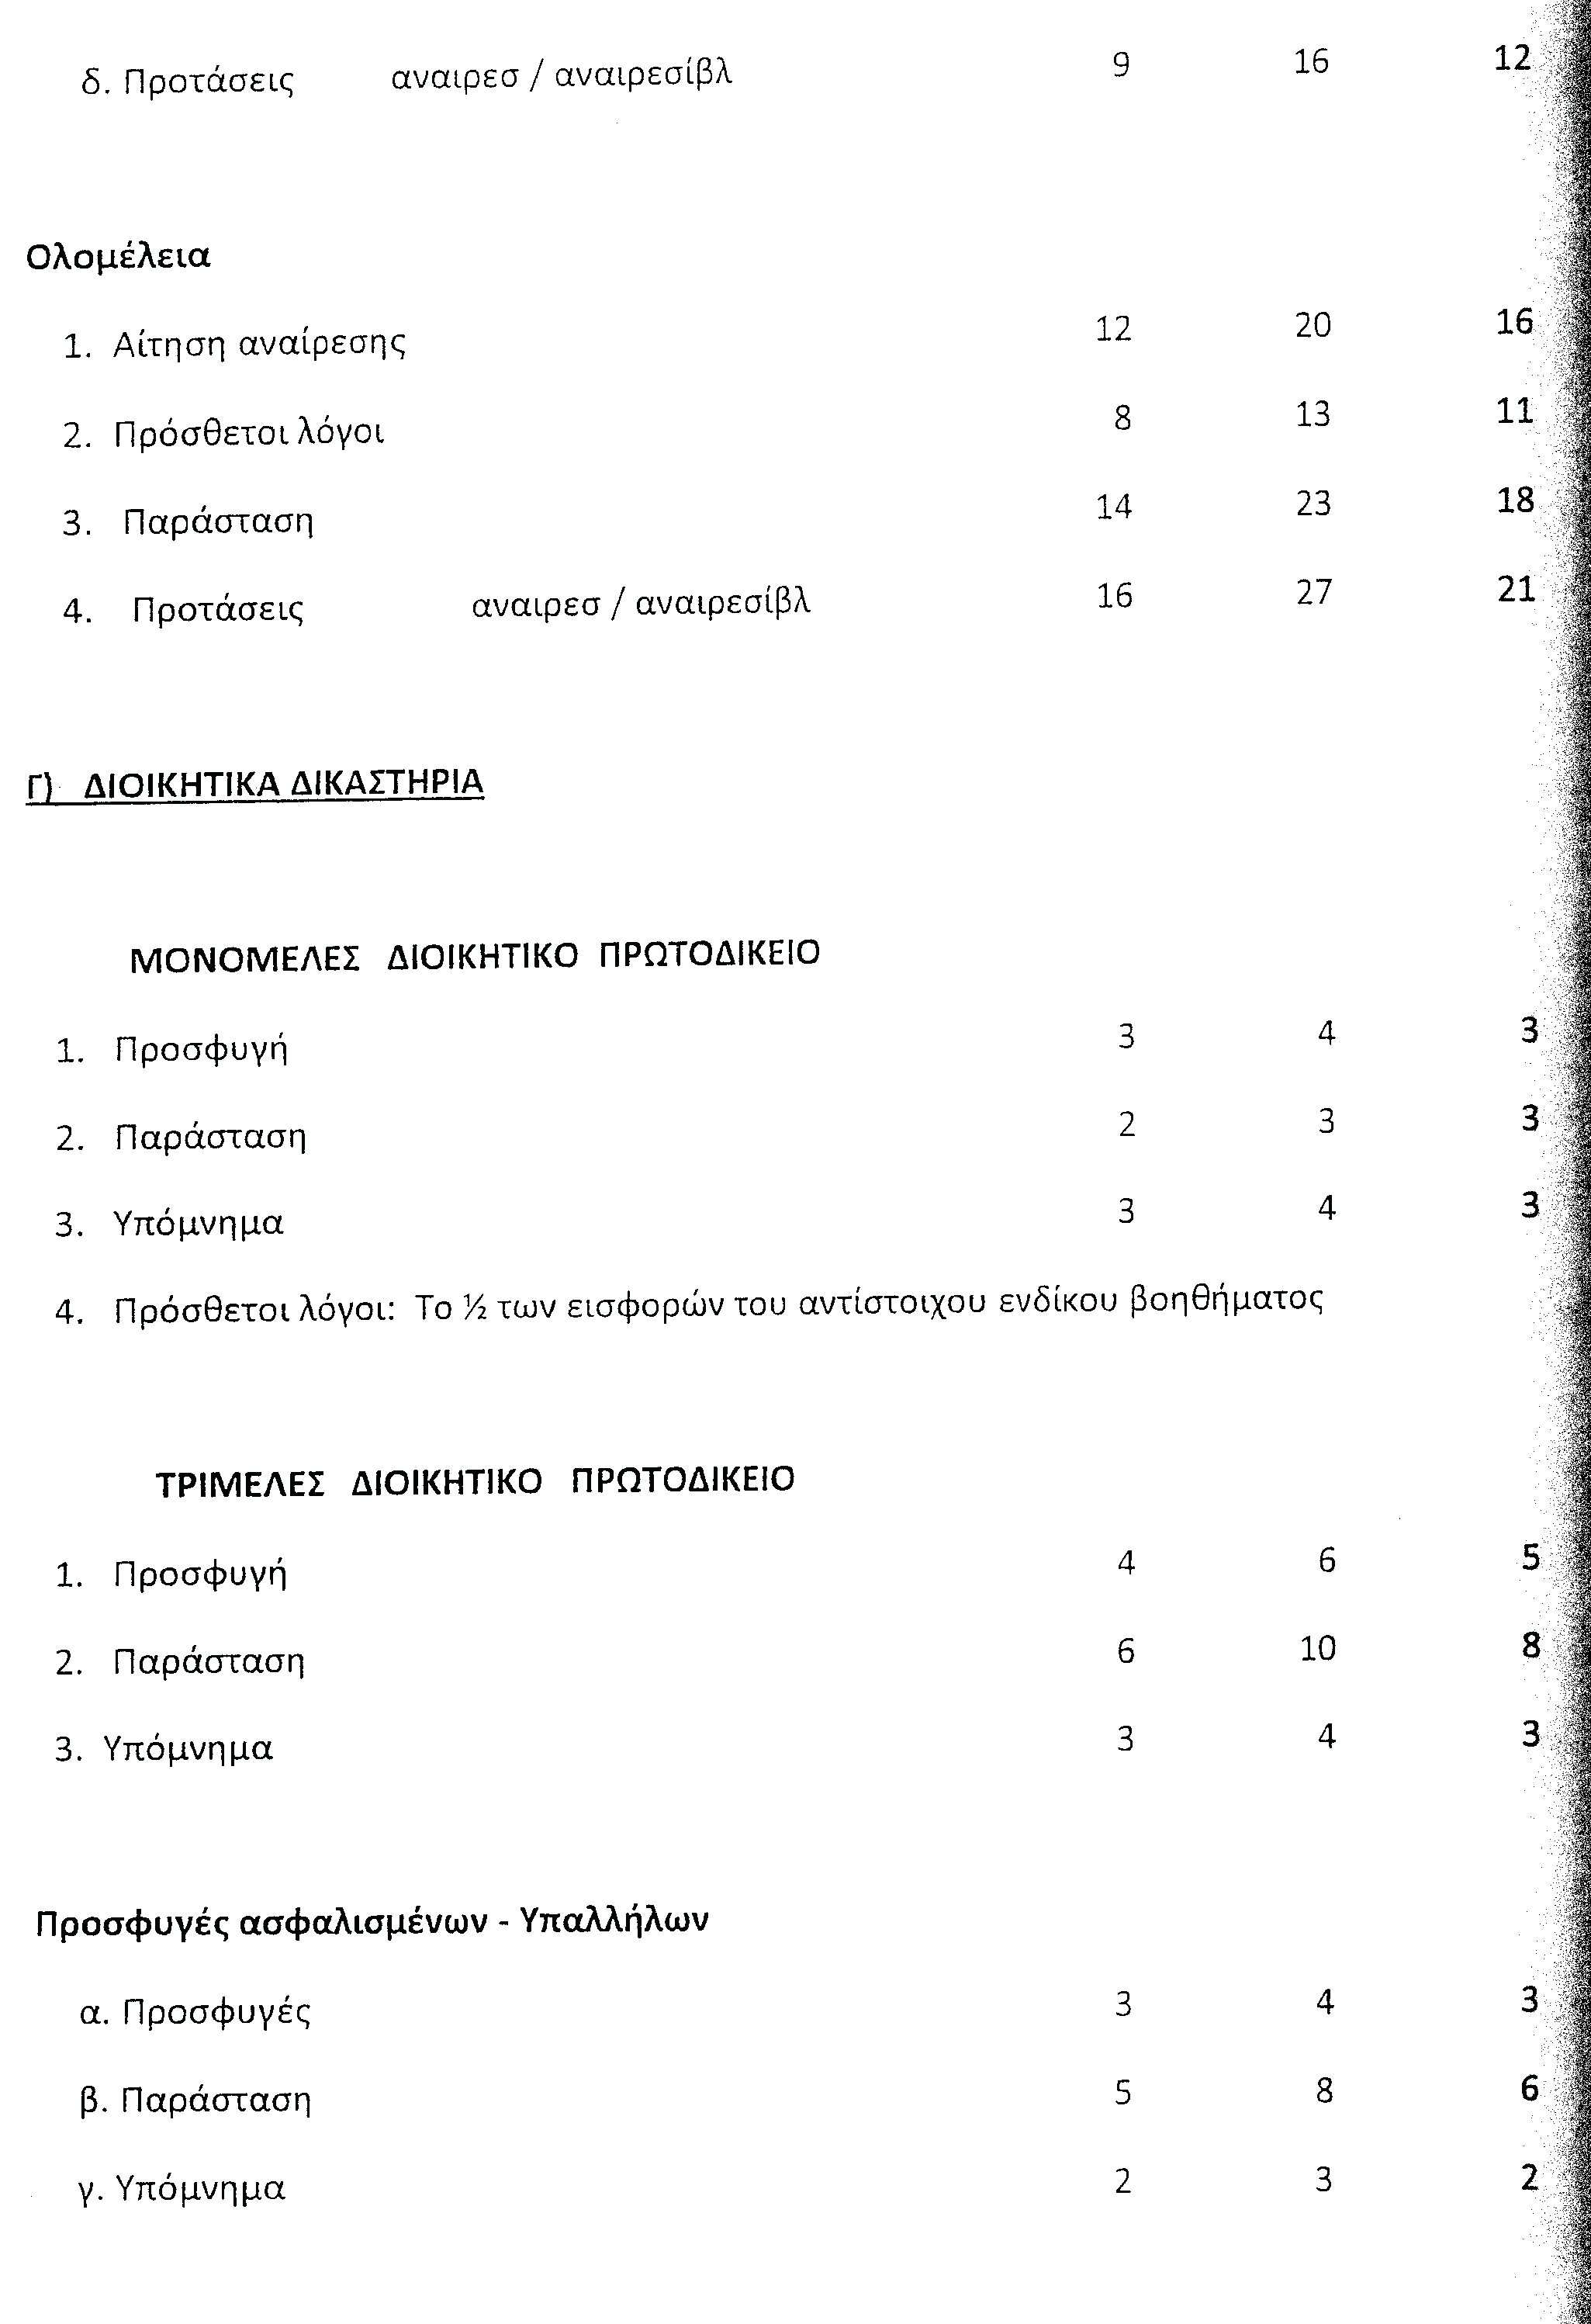 δ. Προτάσεις αναιρεσ / αναιρεσίβλ 9 16 12
Ολομέλεια
1. Αίτηση αναίρεσης 12 20 16
2. Πρόσθετοι λόγοι 8 13 11
3. Παράσταση 14 23 18
4. Προτάσεις αναιρεσ / αναιρεσίβλ 16 27 21
Γ) ΔΙΟΙΚΗΤΙΚΑ ΔΙΚΑΣΤΗΡΙΑ
ΜΟΝΟΜΕΛΕΣ ΔΙΟΙΚΗΤΙΚΟ ΠΡΩΤΟΔΙΚΕΙΟ
1. Προσφυγή 3 4 3
2. Παράσταση 2 3 3
3. Υπόμνημα 3 4 3
4. Πρόσθετοι λόγοι: Το ½ των εισφορών του αντίστοιχου ενδίκου βοηθήματος
ΤΡΙΜΕΛΕΣ ΔΙΟΙΚΗΤΙΚΟ ΠΡΩΤΟΔΙΚΕΙΟ
1. Προσφυγή 4 6 5
2. Παράσταση 6 10 8
3. Υπόμνημα 3 4 3
Προσφυγές ασφαλισμένων - Υπαλλήλων
α. Προσφυγές 3 4 3
β. Παράσταση 5 8 6
γ. Υπόμνημα 2 3 2